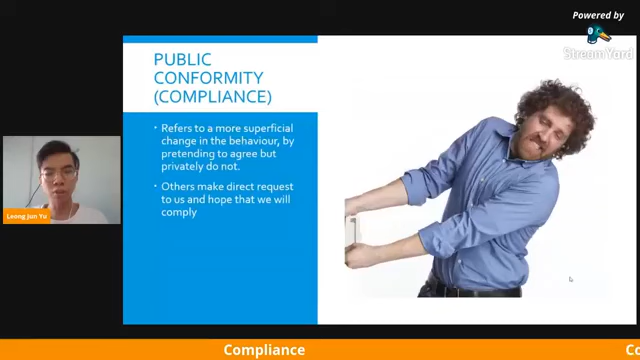 Powered by
StreamYard
PUBLIC
CONFORMITY
(COMPLIANCE)
Refers to a more superficial
change in the behaviour, by
pretending to agree but
privately do not.
Others make direct request
to us and hope that we will
comply
Leong Jun Yu
Compliance
Co